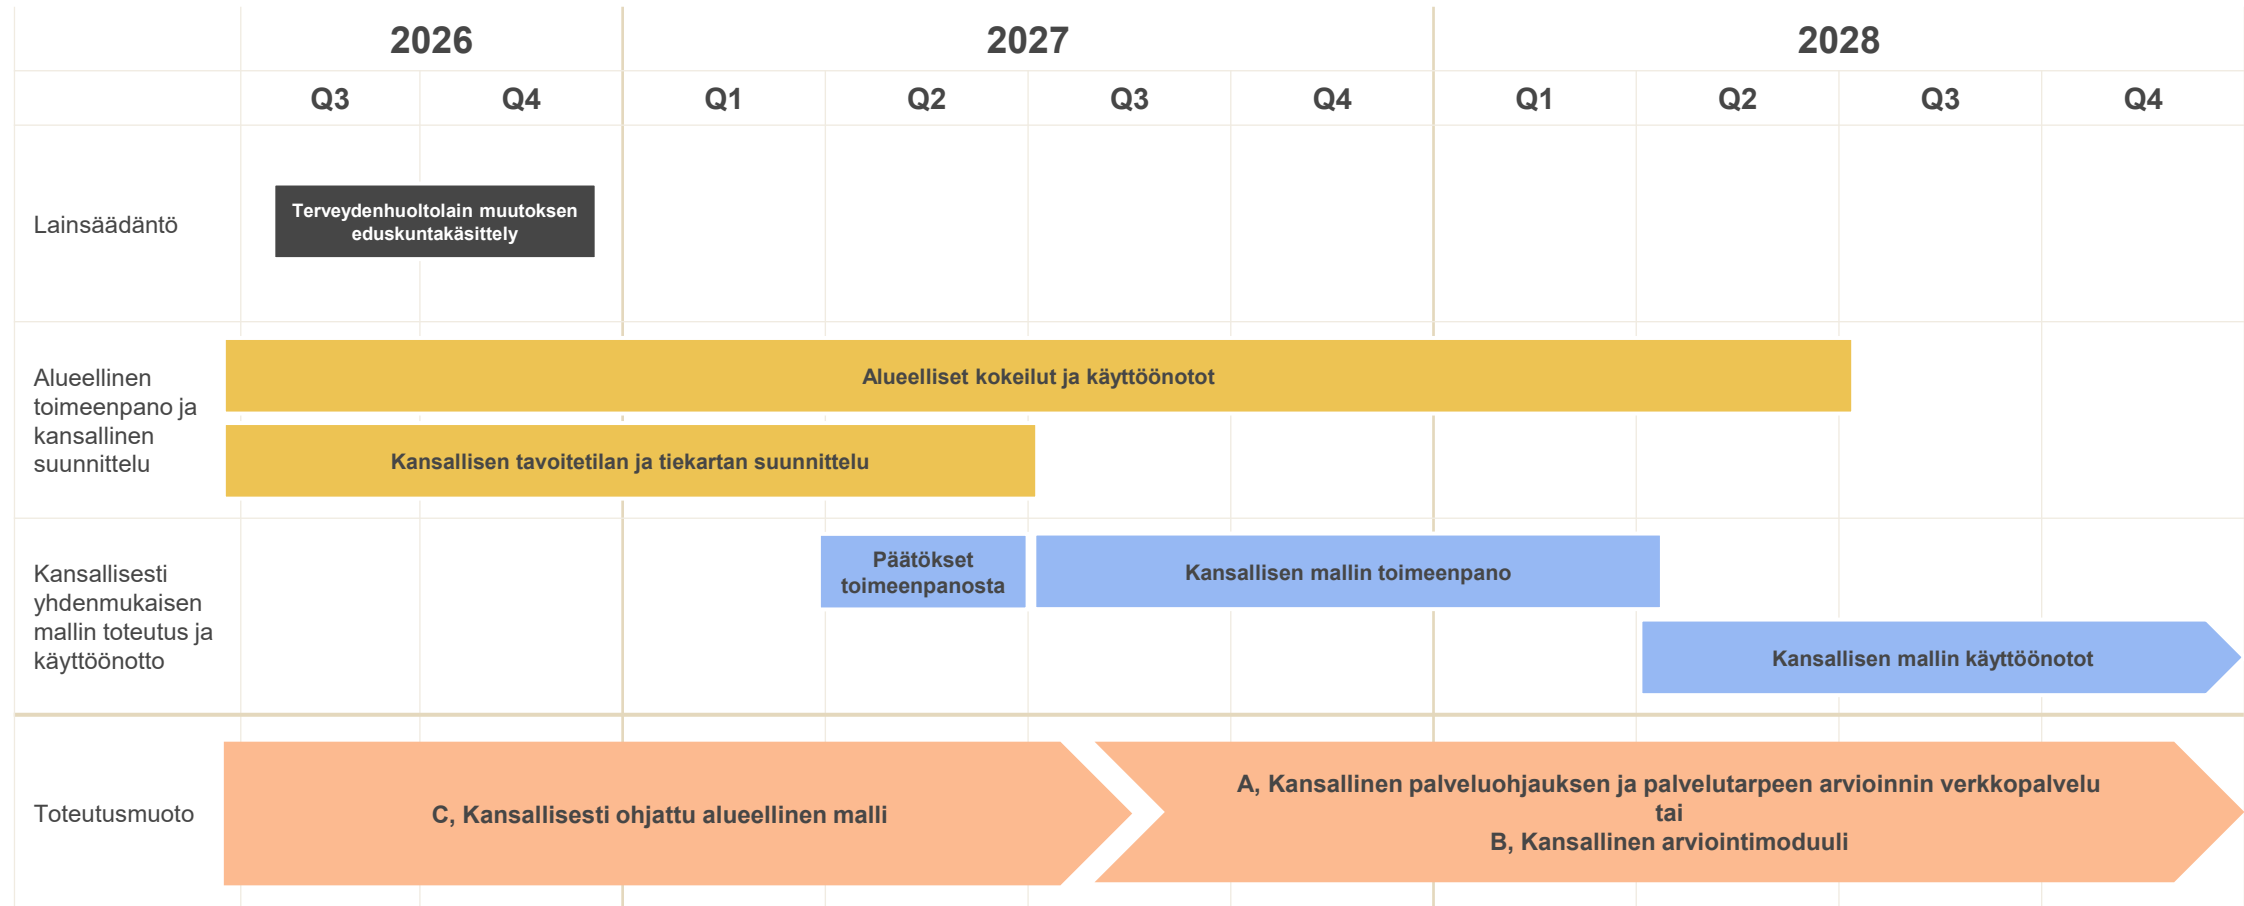 2026
2027
2028
Q3
Q4
Q1
Q2
Q3
Q4
Q1
Q2
Q3
Q4
Lainsäädäntö
Terveydenhuoltolain muutoksen
eduskuntakäsittely
Alueellinen
toimeenpano ja
kansallinen
suunnittelu
Alueelliset kokeilut ja käyttöönotot
Kansallisen tavoitetilan ja tiekartan suunnittelu
Kansallisesti
yhdenmukaisen
mallin toteutus ja
käyttöönotto
Päätökset
toimeenpanosta
Kansallisen mallin toimeenpano
Kansallisen mallin käyttöönotot
Toteutusmuoto
C, Kansallisesti ohjattu alueellinen malli
A, Kansallinen palveluohjauksen ja palvelutarpeen arvioinnin verkkopalvelu
tai
B, Kansallinen arviointimoduuli